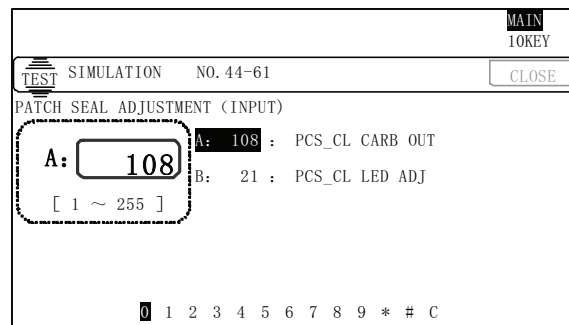 MAIN
10KEY
TEST SIMULATION NO.44-61 CLOSE
PATCH SEAL ADJUSTMENT (INPUT)
A: 108 : PCS_CL CARB OUT
A: 108
B: 21 : PCS_CL LED ADJ
[ 1 ～ 255 ]
0 1 2 3 4 5 6 7 8 9 * # C